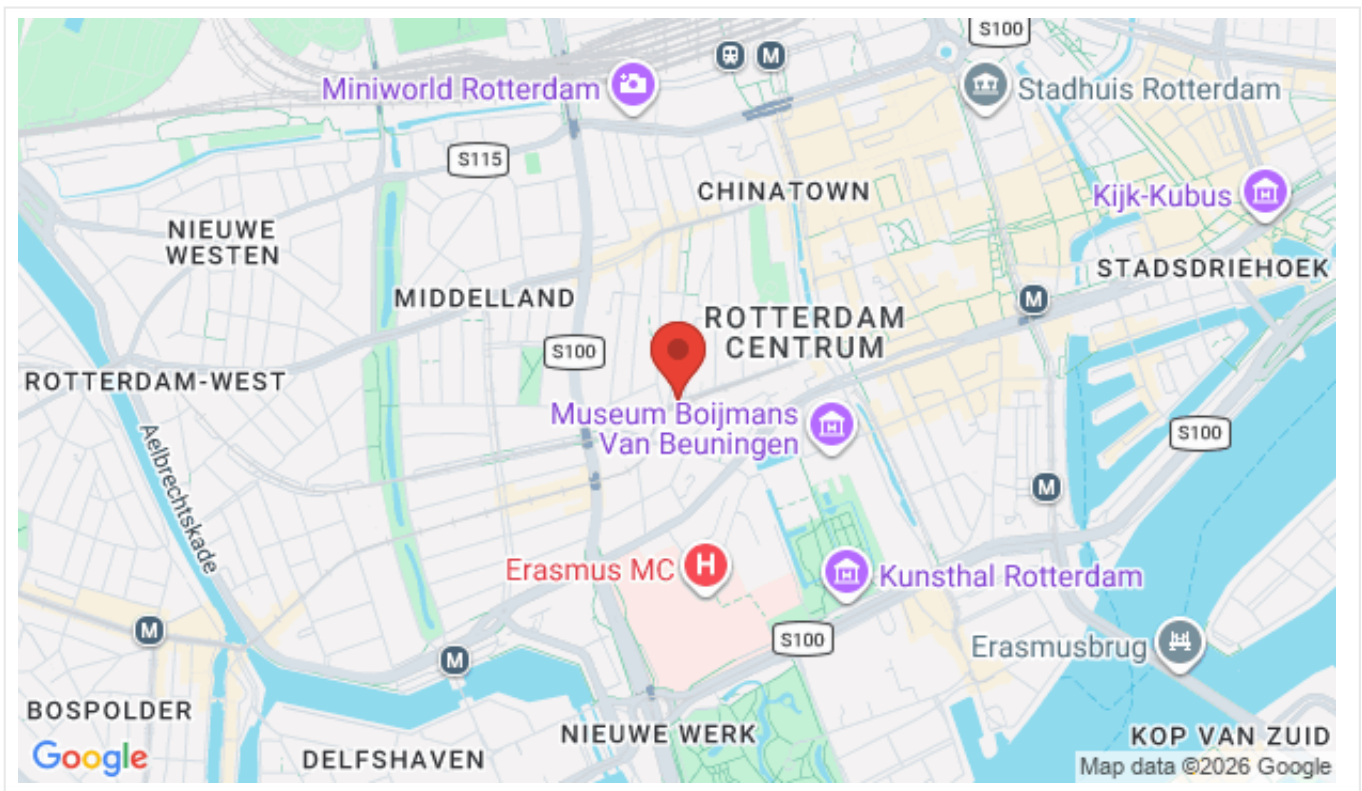 S100
Miniworld Rotterdam
M
Stadhuis Rotterdam
S115
CHINATOWN
Kijk-Kubus
NIEUWE
WESTEN
STADSDRIEHOEK
MIDDELLAND
M
ROTTERDAM
CENTRUM
S100
ROTTERDAM-WEST
Museum Boijmans
Van Beuningen
S100
Aelbrechtskade
M
Erasmus MC
H
Kunsthal Rotterdam
M
S100
Erasmusbrug
M
BOSPOLDER
NIEUWE WERK
KOP VAN ZUID
Google
DELFSHAVEN
Map data ©2026 Google